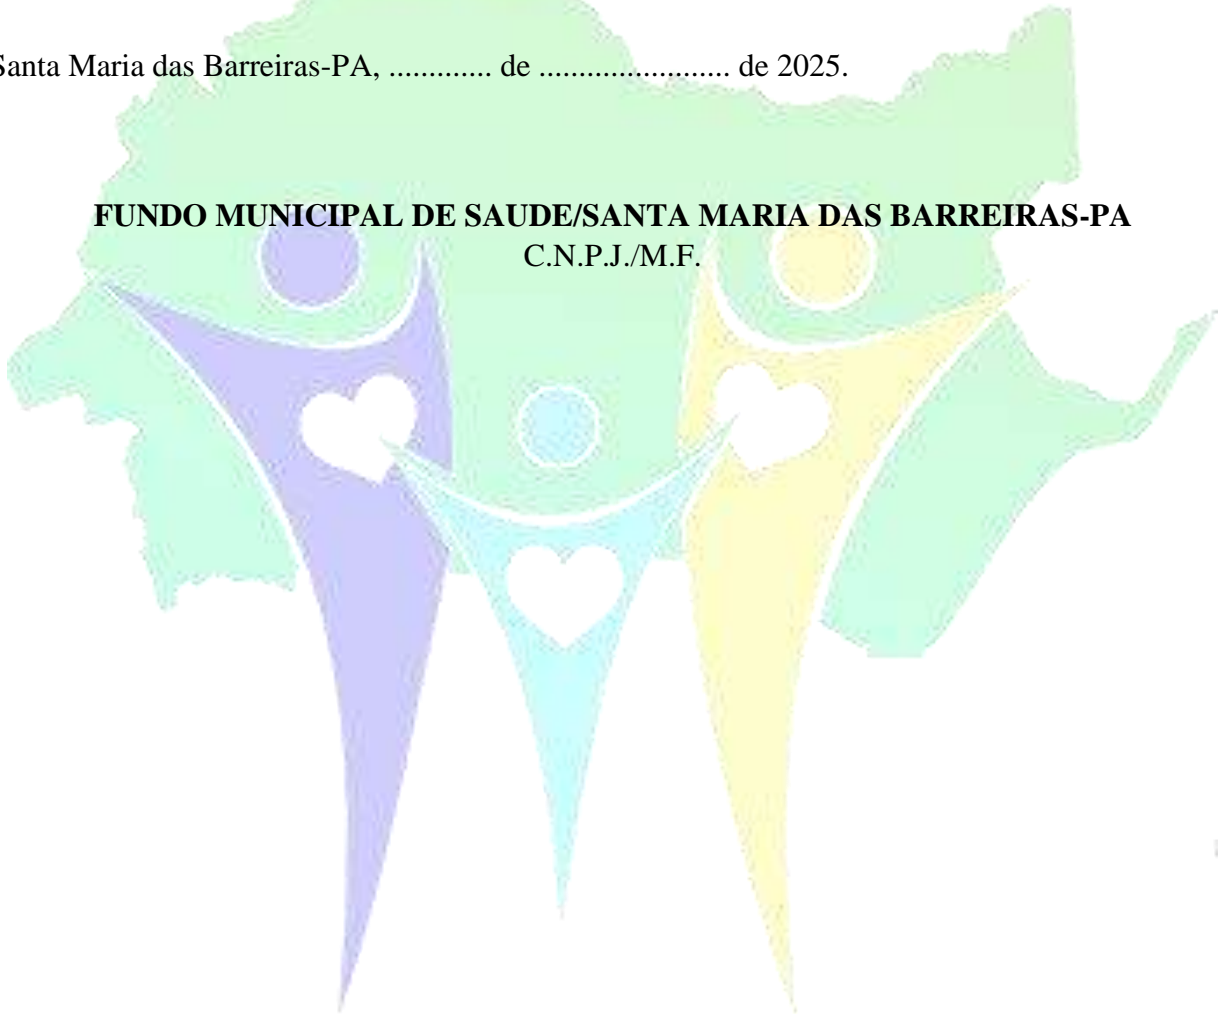 Santa Maria das Barreiras-PA, ............. de ........................ de 2025.
FUNDO MUNICIPAL DE SAUDE/SANTA MARIA DAS BARREIRAS-PA
C.N.P.J./M.F.